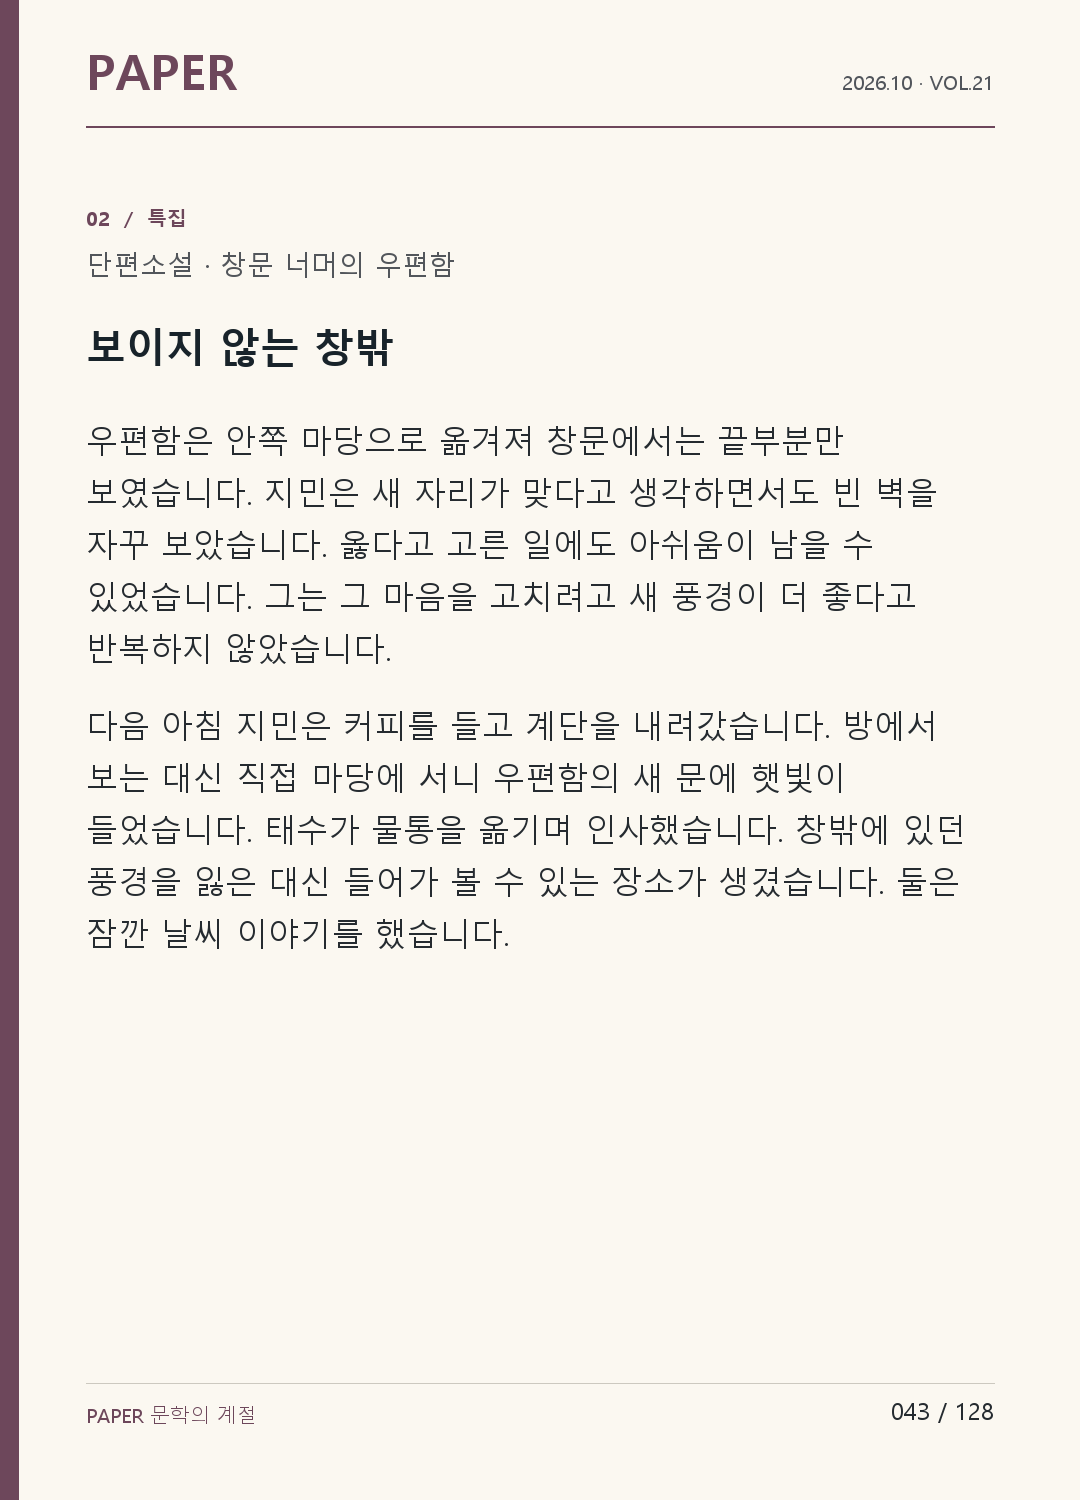 PAPER
2026.10 · VOL.21
02 / 특집
단편소설 · 창문 너머의 우편함
보이지 않는 창밖
우편함은 안쪽 마당으로 옮겨져 창문에서는 끝부분만
보였습니다. 지민은 새 자리가 맞다고 생각하면서도 빈 벽을
자꾸 보았습니다. 옳다고 고른 일에도 아쉬움이 남을 수
있었습니다. 그는 그 마음을 고치려고 새 풍경이 더 좋다고
반복하지 않았습니다.
다음 아침 지민은 커피를 들고 계단을 내려갔습니다. 방에서
보는 대신 직접 마당에 서니 우편함의 새 문에 햇빛이
들었습니다. 태수가 물통을 옮기며 인사했습니다. 창밖에 있던
풍경을 잃은 대신 들어가 볼 수 있는 장소가 생겼습니다. 둘은
잠깐 날씨 이야기를 했습니다.
PAPER 문학의 계절
043 / 128